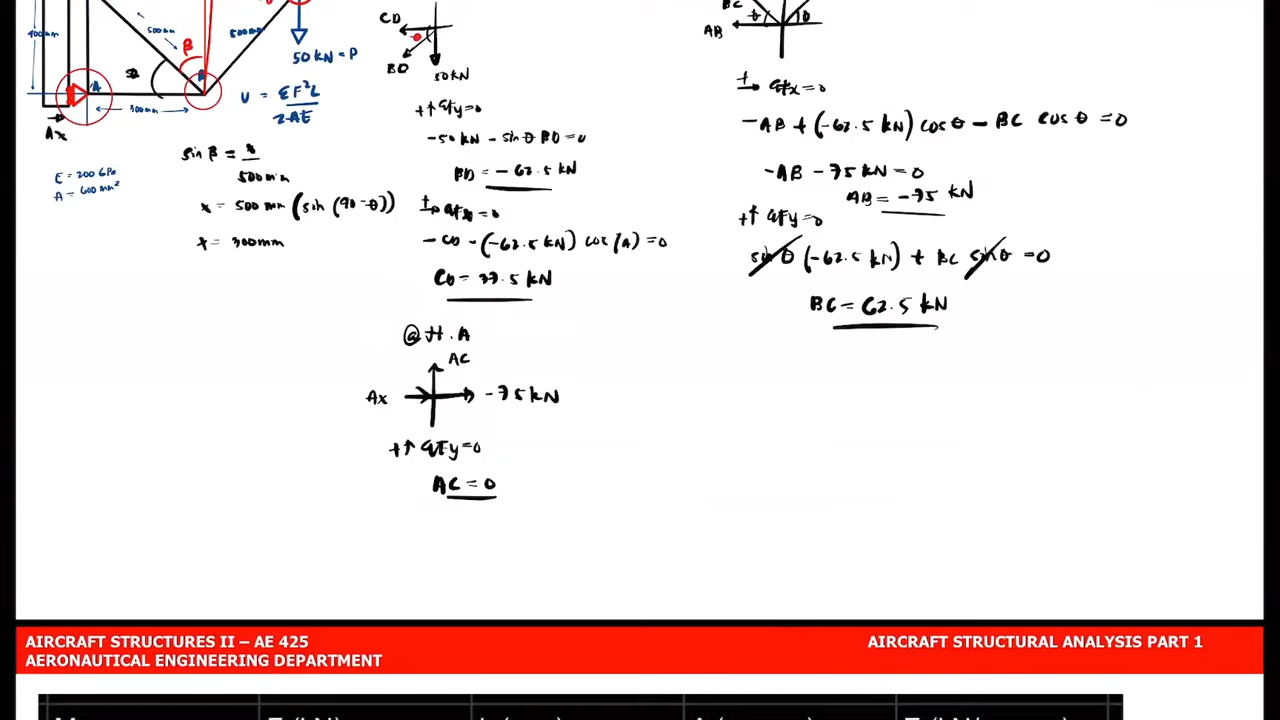 400mm
500mm
β
500mm
A
A
300mm
Ax
50 kN = P
U = ΣF²L
2AE
E = 200 GPa
A = 600 mm²
sin β = x
500mm
x = 500 mm (sin (90-θ))
x = 300mm
CD
BD
50kN
+↑ ΣFy=0
-50 kN - sin θ BD = 0
BD = -62.5 kN
+→ ΣFx=0
-CD - (-62.5 kN) cos(A) = 0
CD = 37.5 kN
@ Jt. A
AC
Ax
-75kN
+↑ ΣFy=0
AC = 0
BC
AB
θ
θ
+→ ΣFx=0
-AB + (-62.5 kN) cos θ - BC cos θ = 0
-AB - 75 kN = 0
AB = -75 kN
+↑ ΣFy=0
sin θ (-62.5 kN) + BC sin θ = 0
BC = 62.5 kN
AIRCRAFT STRUCTURES II – AE 425
AERONAUTICAL ENGINEERING DEPARTMENT
AIRCRAFT STRUCTURAL ANALYSIS PART 1